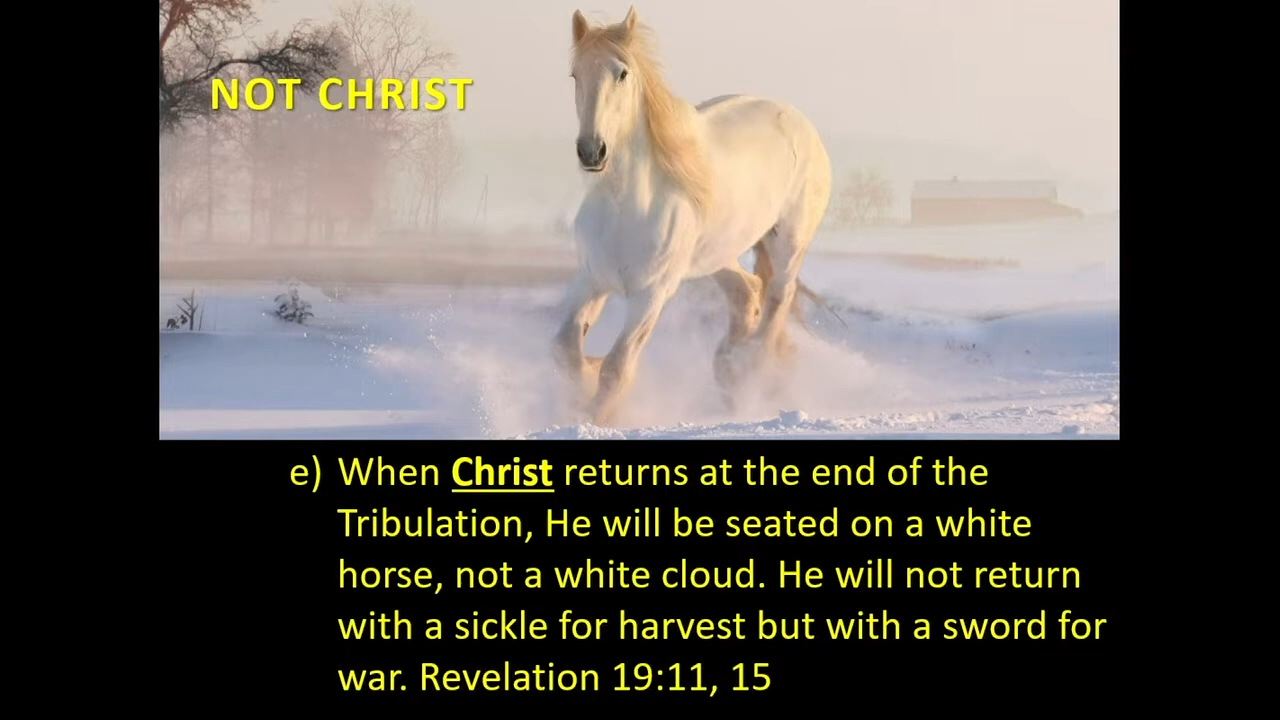 NOT CHRIST
e) When Christ returns at the end of the
Tribulation, He will be seated on a white
horse, not a white cloud. He will not return
with a sickle for harvest but with a sword for
war. Revelation 19:11, 15